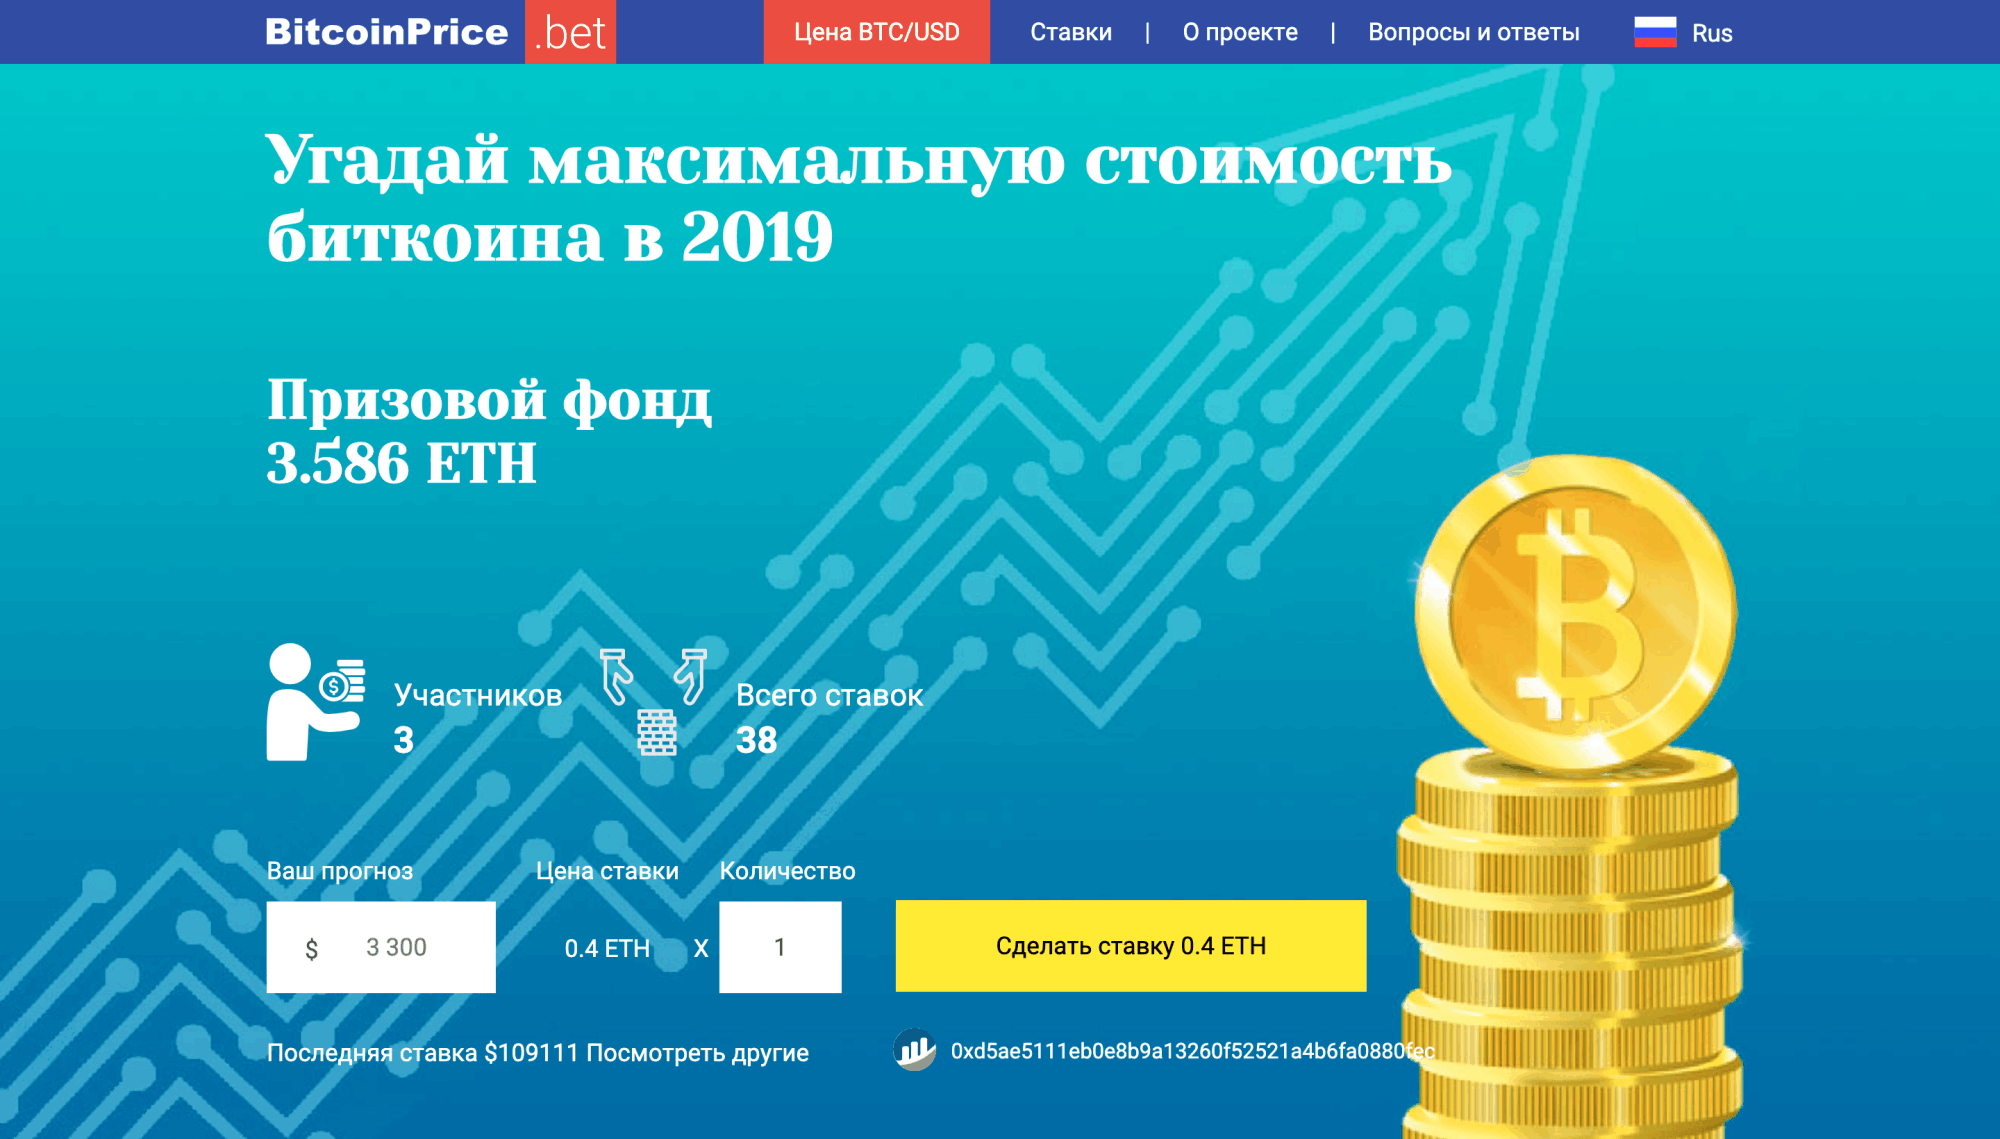 BitcoinPrice .bet
Цена BTC/USD
Ставки | О проекте | Вопросы и ответы
Rus
Угадай максимальную стоимость
биткоина в 2019
Призовой фонд
3.586 ETH
Участников
3
Всего ставок
38
Ваш прогноз
Цена ставки
Количество
$ 3 300
0.4 ETH X
1
Сделать ставку 0.4 ETH
Последняя ставка $109111 Посмотреть другие
0xd5ae5111eb0e8b9a13260f52521a4b6fa0880fec